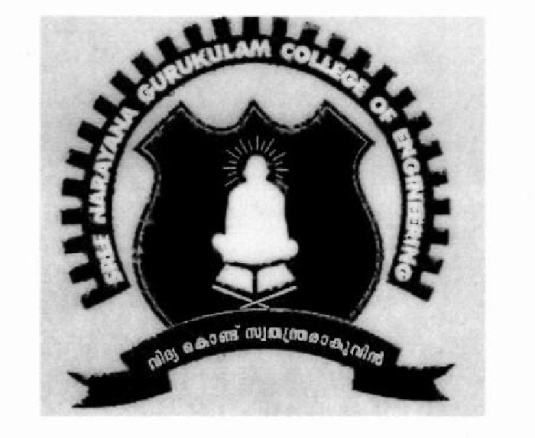 SREE NARAYANA GURUKULAM COLLEGE OF ENGINEERING
വിദ്യ കൊണ്ട് സ്വതന്ത്രരാകുവിൻ